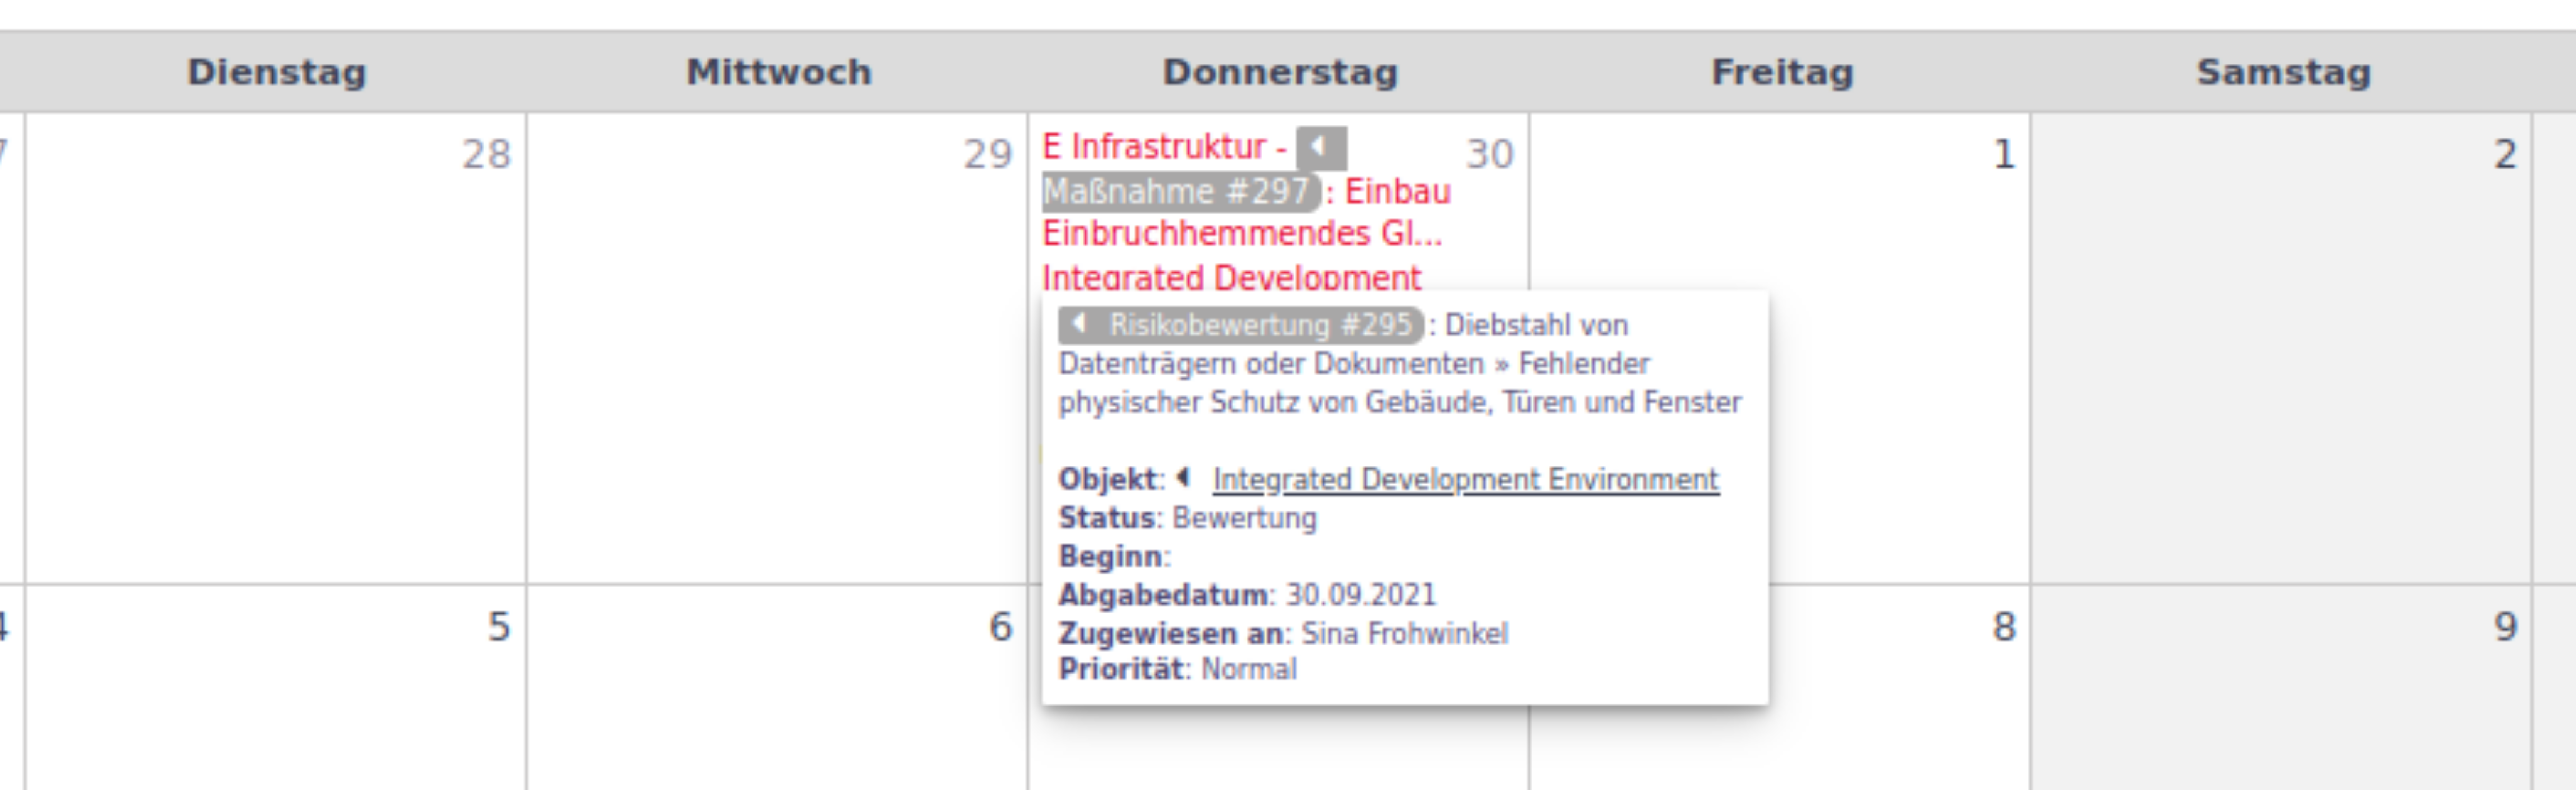 Dienstag Mittwoch Donnerstag Freitag Samstag
28 29 E Infrastruktur - 30 1 2
Maßnahme #297 : Einbau
Einbruchhemmendes Gl...
Integrated Development
Risikobewertung #295 : Diebstahl von
Datenträgern oder Dokumenten » Fehlender
physischer Schutz von Gebäude, Türen und Fenster
Objekt: Integrated Development Environment
Status: Bewertung
Beginn:
Abgabedatum: 30.09.2021
4 5 6 Zugewiesen an: Sina Frohwinkel 8 9
Priorität: Normal